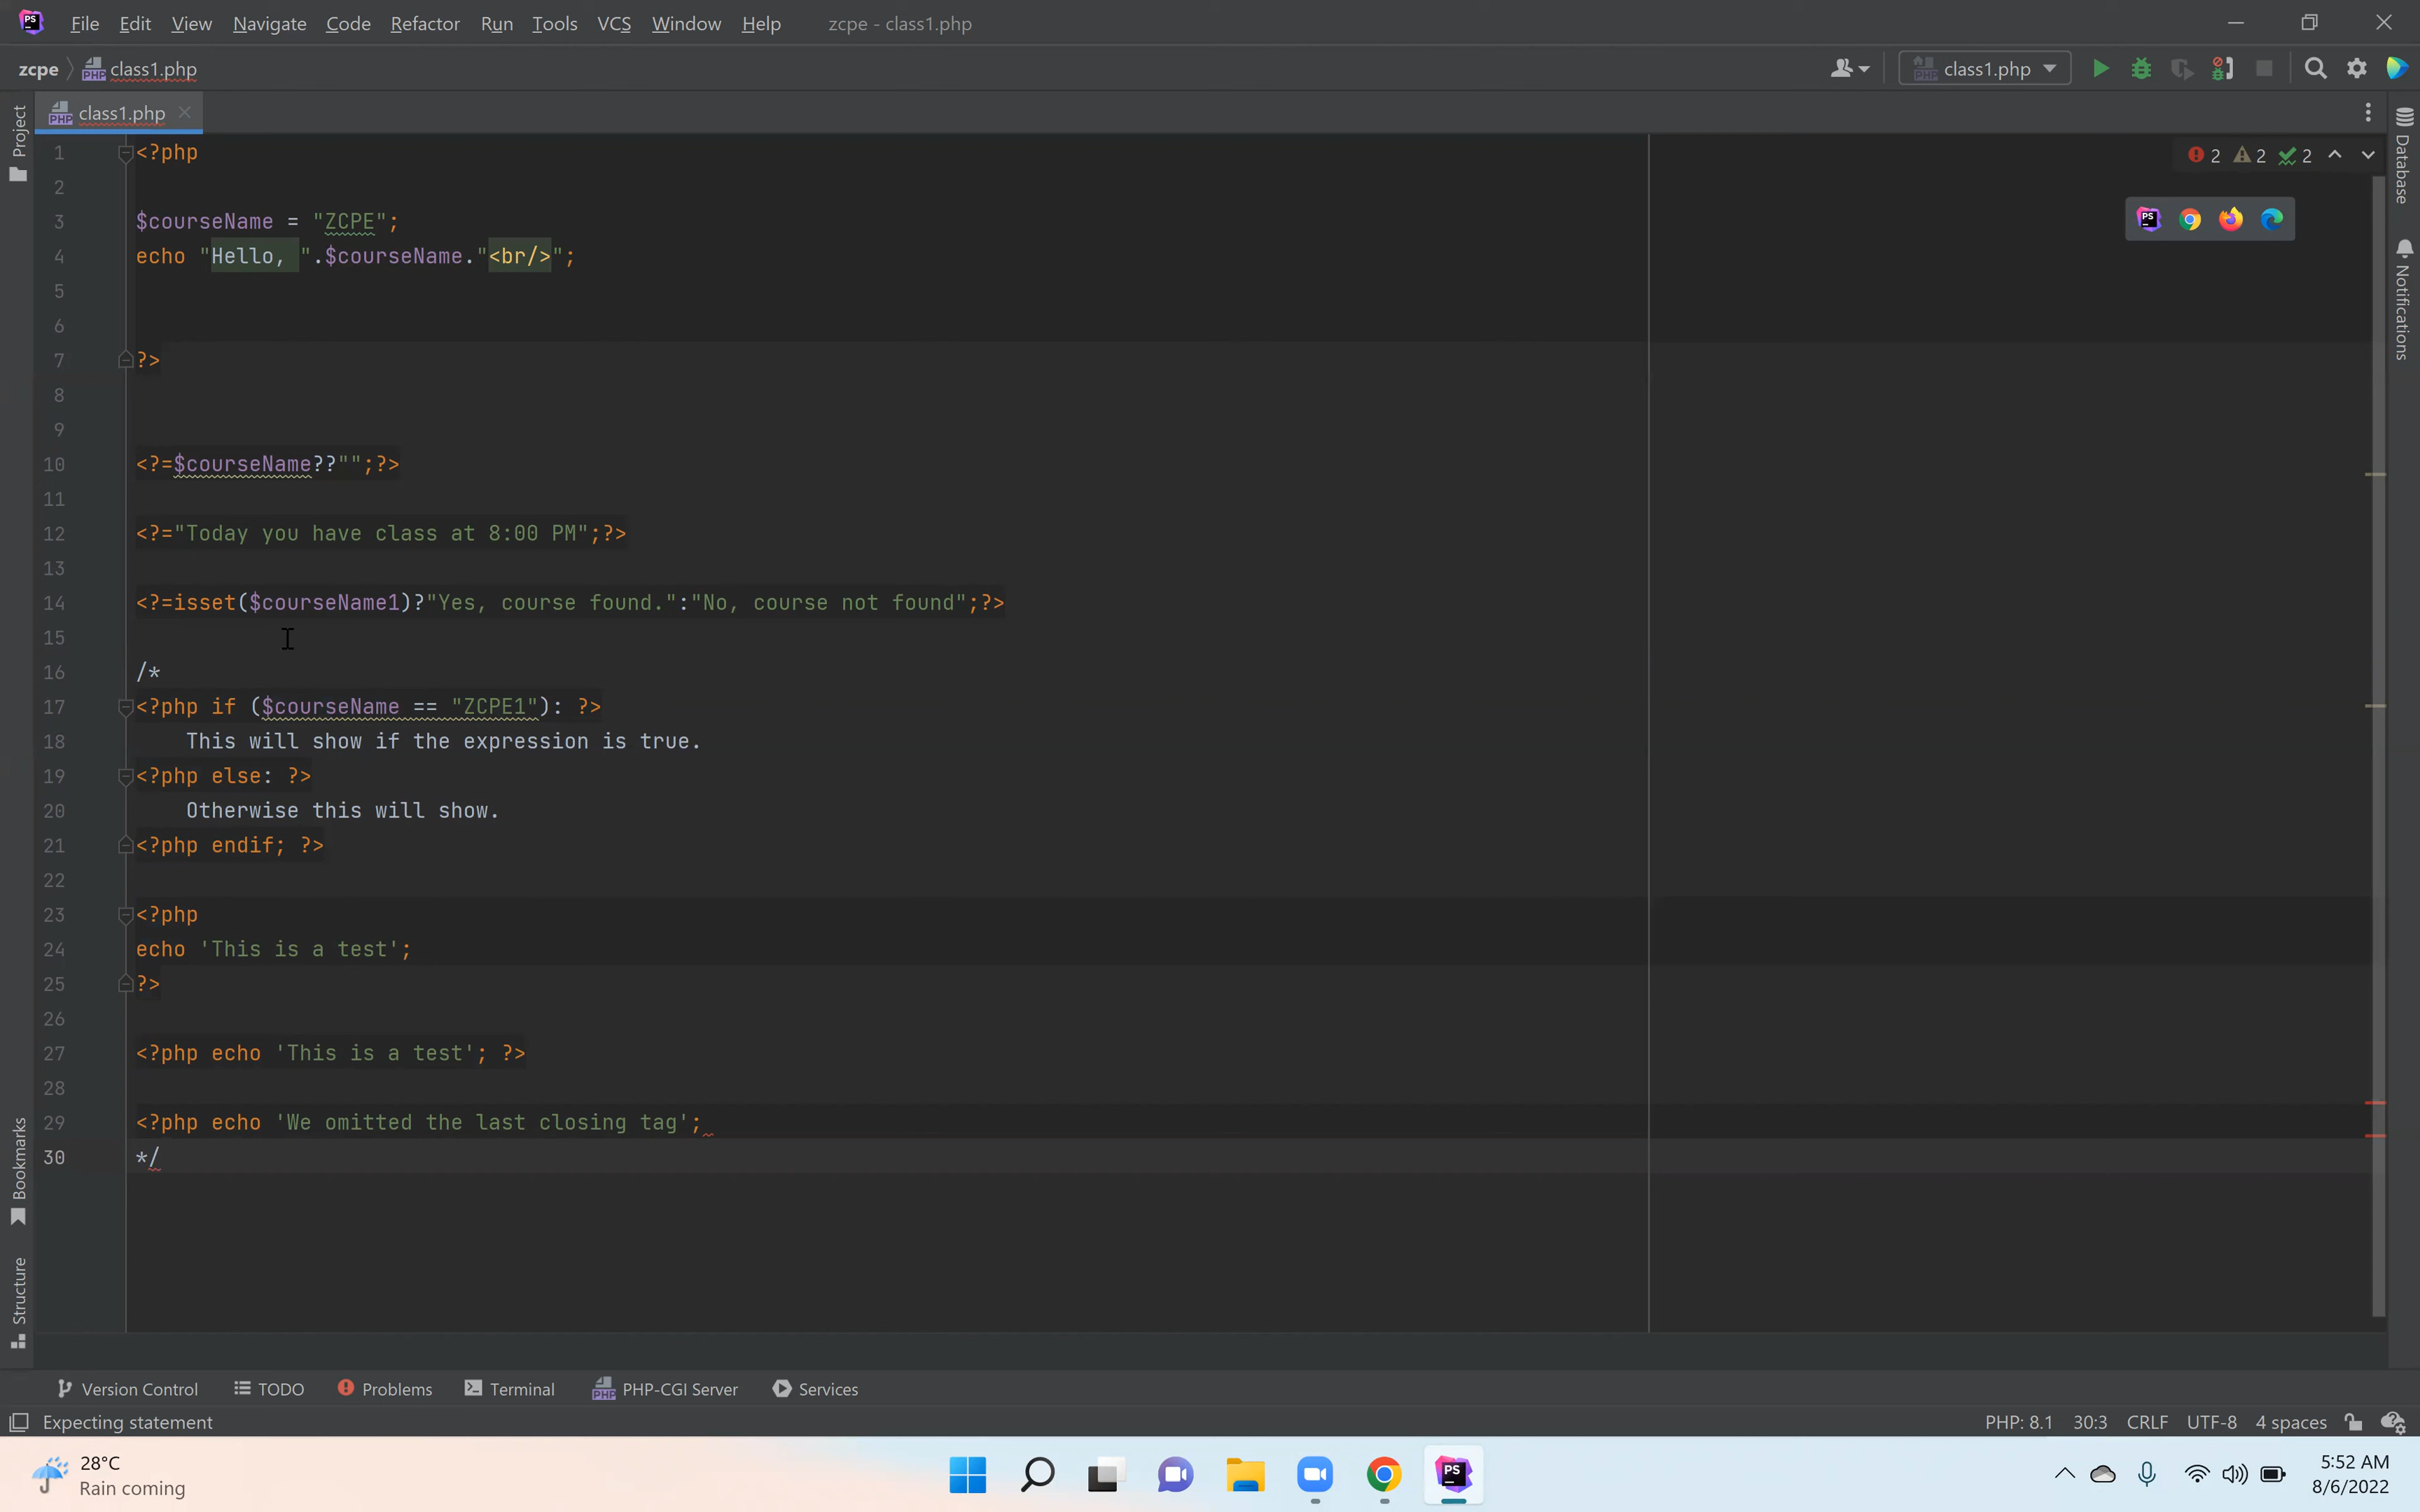 File Edit View Navigate Code Refactor Run Tools VCS Window Help zcpe - class1.php
zcpe class1.php class1.php
class1.php
Project
Database
Notifications
2 2 2
1 <?php
2
3 $courseName = "ZCPE";
4 echo "Hello, ".$courseName."<br/>";
5
6
7 ?>
8
9
10 <?=$courseName??"";?>
11
12 <?="Today you have class at 8:00 PM";?>
13
14 <?=isset($courseName1)?"Yes, course found.":"No, course not found";?>
15
16 /*
17 <?php if ($courseName == "ZCPE1"): ?>
18 This will show if the expression is true.
19 <?php else: ?>
20 Otherwise this will show.
21 <?php endif; ?>
22
23 <?php
24 echo 'This is a test';
25 ?>
26
27 <?php echo 'This is a test'; ?>
28
29 <?php echo 'We omitted the last closing tag';
30 */
Bookmarks
Structure
Version Control TODO Problems Terminal PHP-CGI Server Services
Expecting statement PHP: 8.1 30:3 CRLF UTF-8 4 spaces
28°C
Rain coming
5:52 AM
8/6/2022